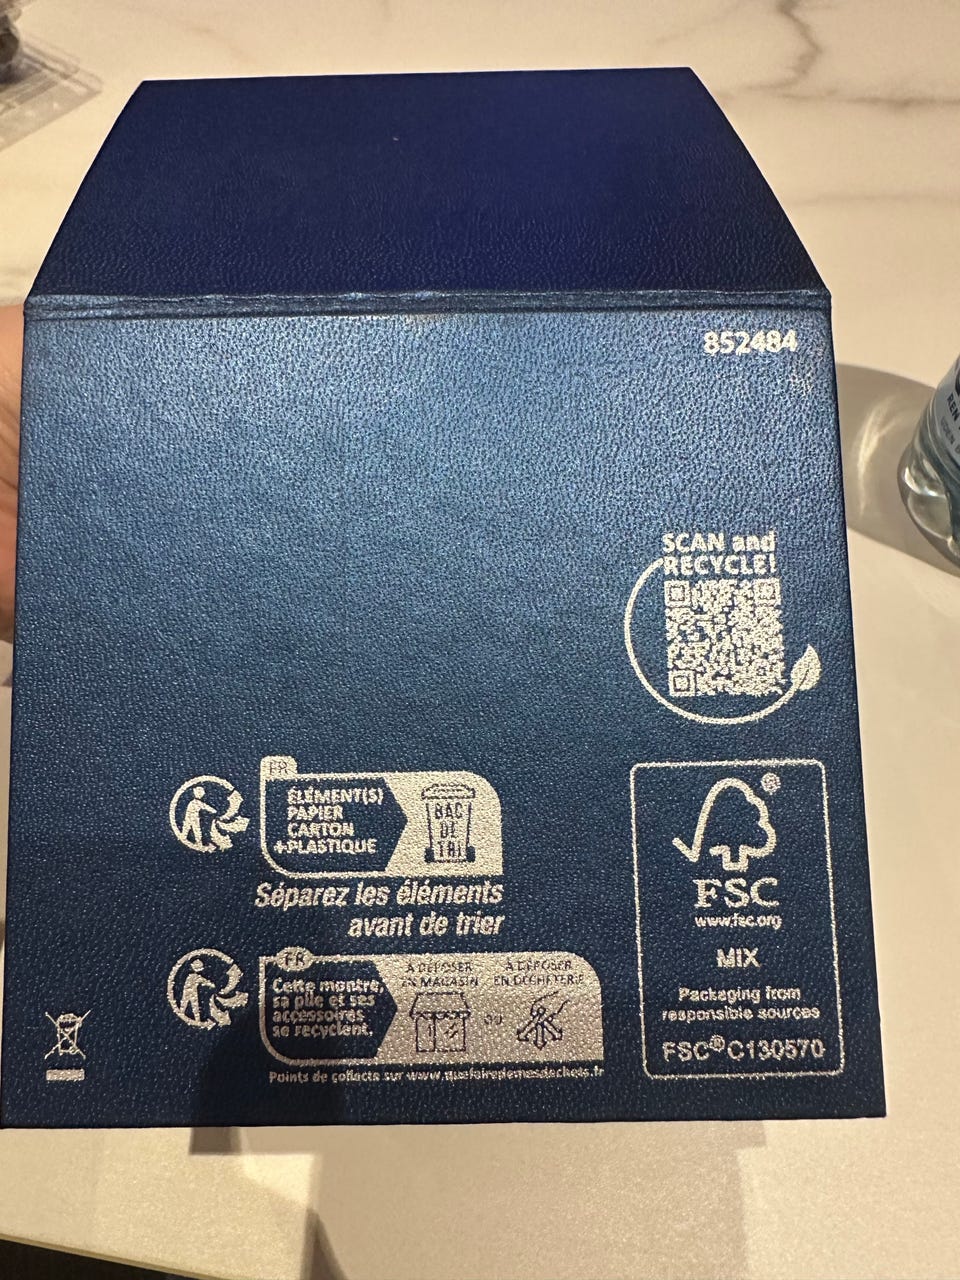 852484
SCAN and
RECYCLE!
FR
ÉLÉMENT(S)
PAPIER
CARTON
+PLASTIQUE
BAC
DE
TRI
Séparez les éléments
avant de trier
FR
Cette montre,
sa pile et ses
accessoires
se recyclent.
À DÉPOSER
EN MAGASIN
OU
À DÉPOSER
EN DÉCHÈTERIE
Points de collecte sur www.quefairedemesdechets.fr
FSC
www.fsc.org
MIX
Packaging from
responsible sources
FSC® C130570
REN